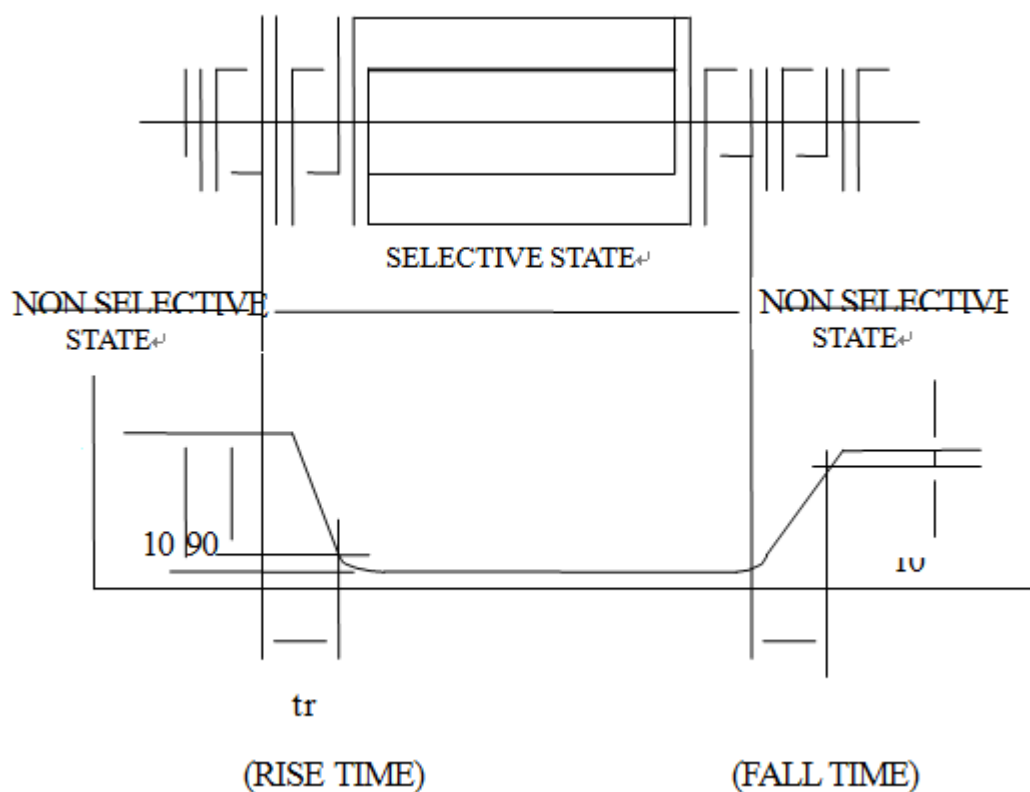 SELECTIVE STATE↵
NON SELECTIVE
STATE↵
NON SELECTIVE
STATE↵
10 90
10
tr
(RISE TIME)
(FALL TIME)